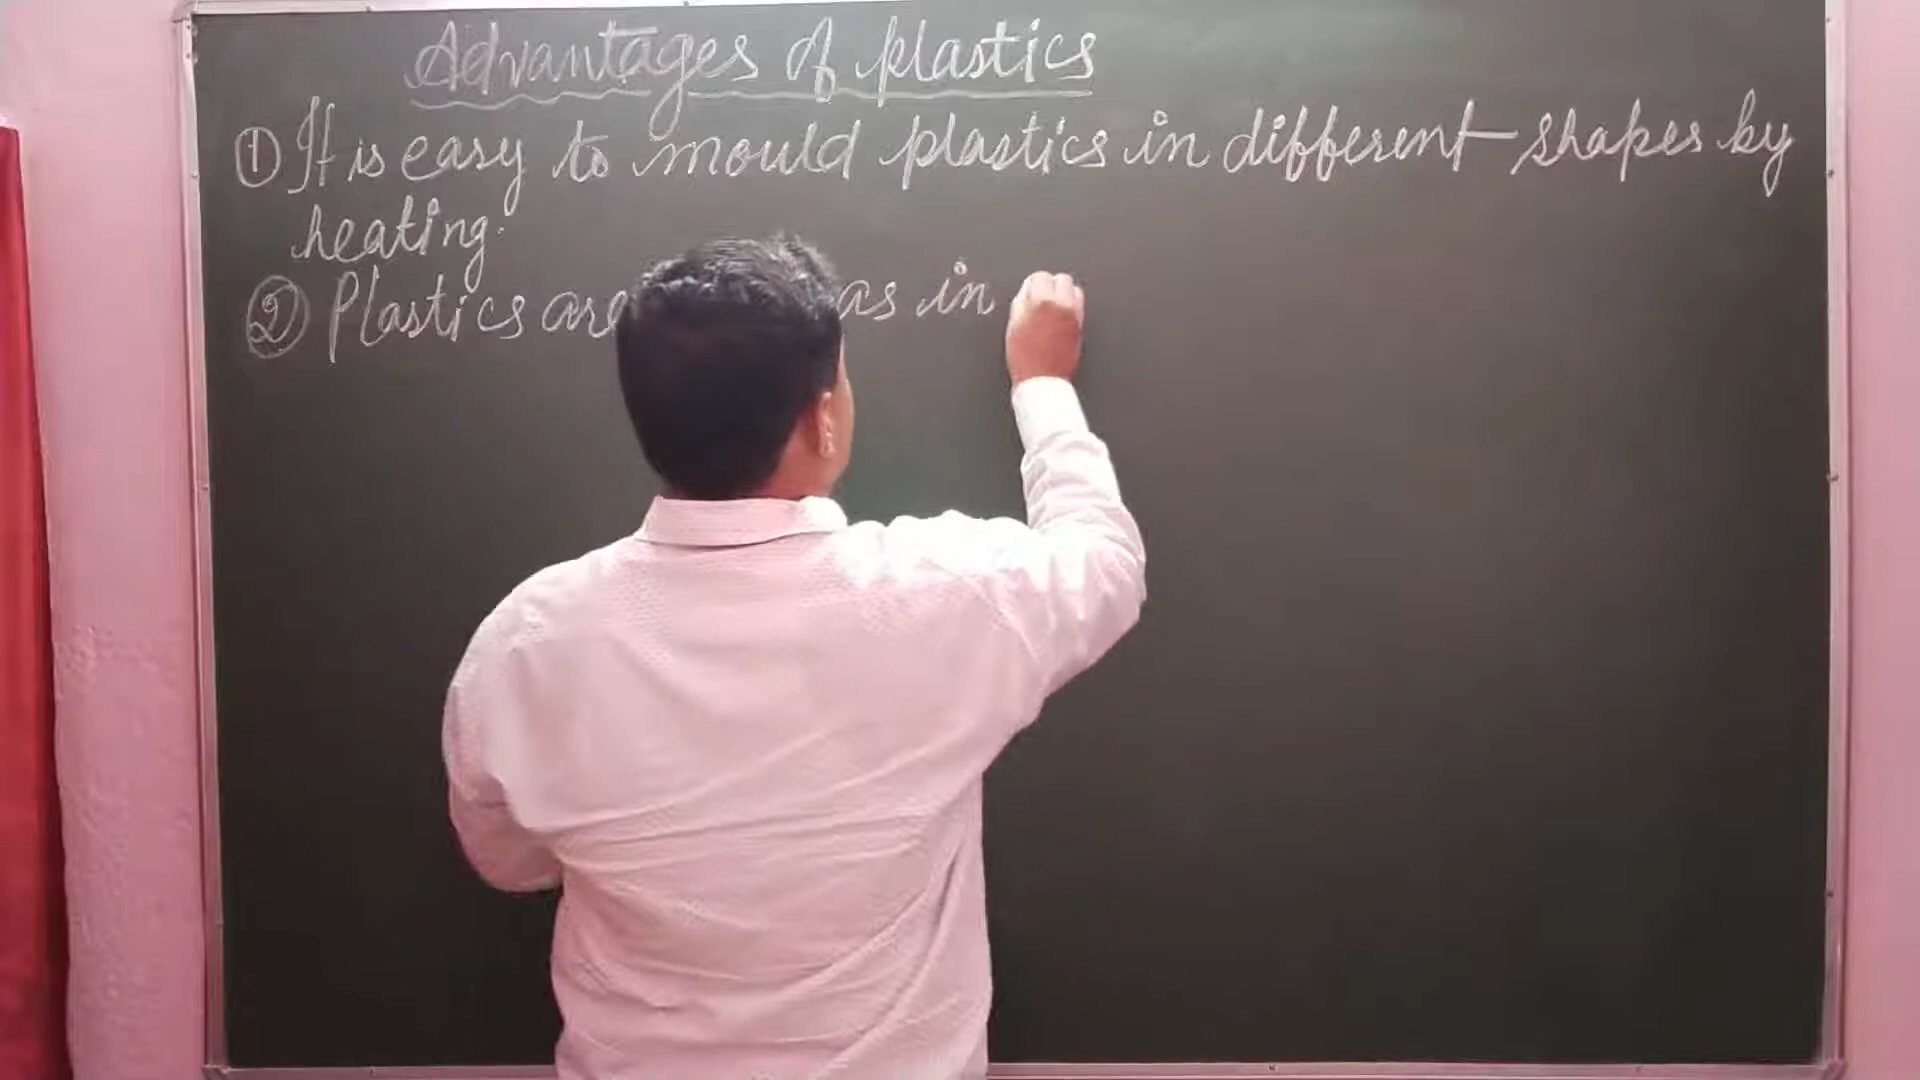 Advantages of plastics
① It is easy to mould plastics in different shapes by
heating.
② Plastics are as in